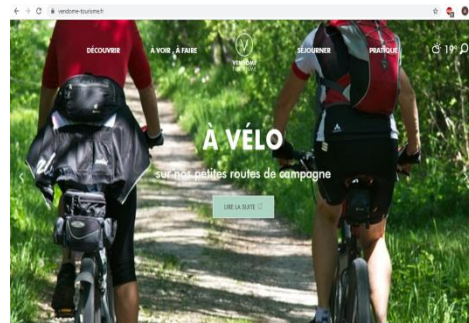 vendome-tourisme.fr
DÉCOUVRIR
À VOIR, À FAIRE
V
VENDÔME
SÉJOURNER
PRATIQUE
19°
À VÉLO
sur nos petites routes de campagne
LIRE LA SUITE